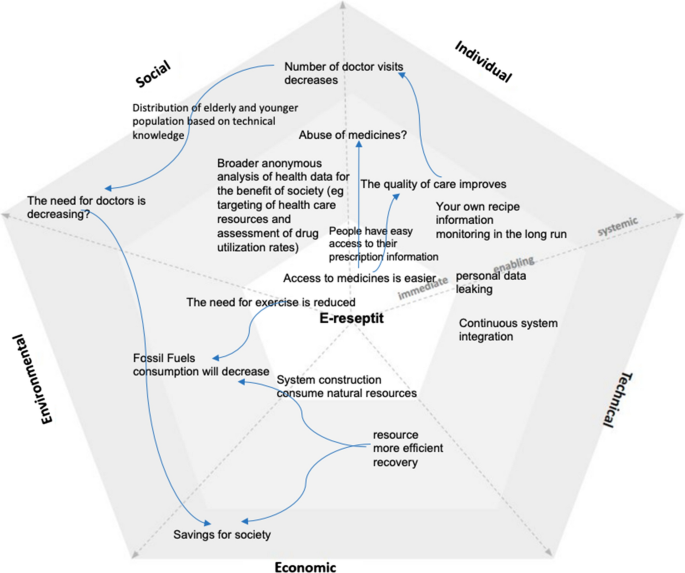 Social
Individual
Number of doctor visits
decreases
Distribution of elderly and younger
population based on technical
knowledge
Abuse of medicines?
Broader anonymous
analysis of health data for
the benefit of society (eg
targeting of health care
resources and
assessment of drug
utilization rates)
The quality of care improves
The need for doctors is
decreasing?
Your own recipe
information
monitoring in the long run
People have easy
access to their
prescription information
systemic
enabling
immediate
Access to medicines is easier
personal data
leaking
The need for exercise is reduced
E-reseptit
Continuous system
integration
Environmental
Fossil Fuels
consumption will decrease
System construction
consume natural resources
Technical
resource
more efficient
recovery
Savings for society
Economic